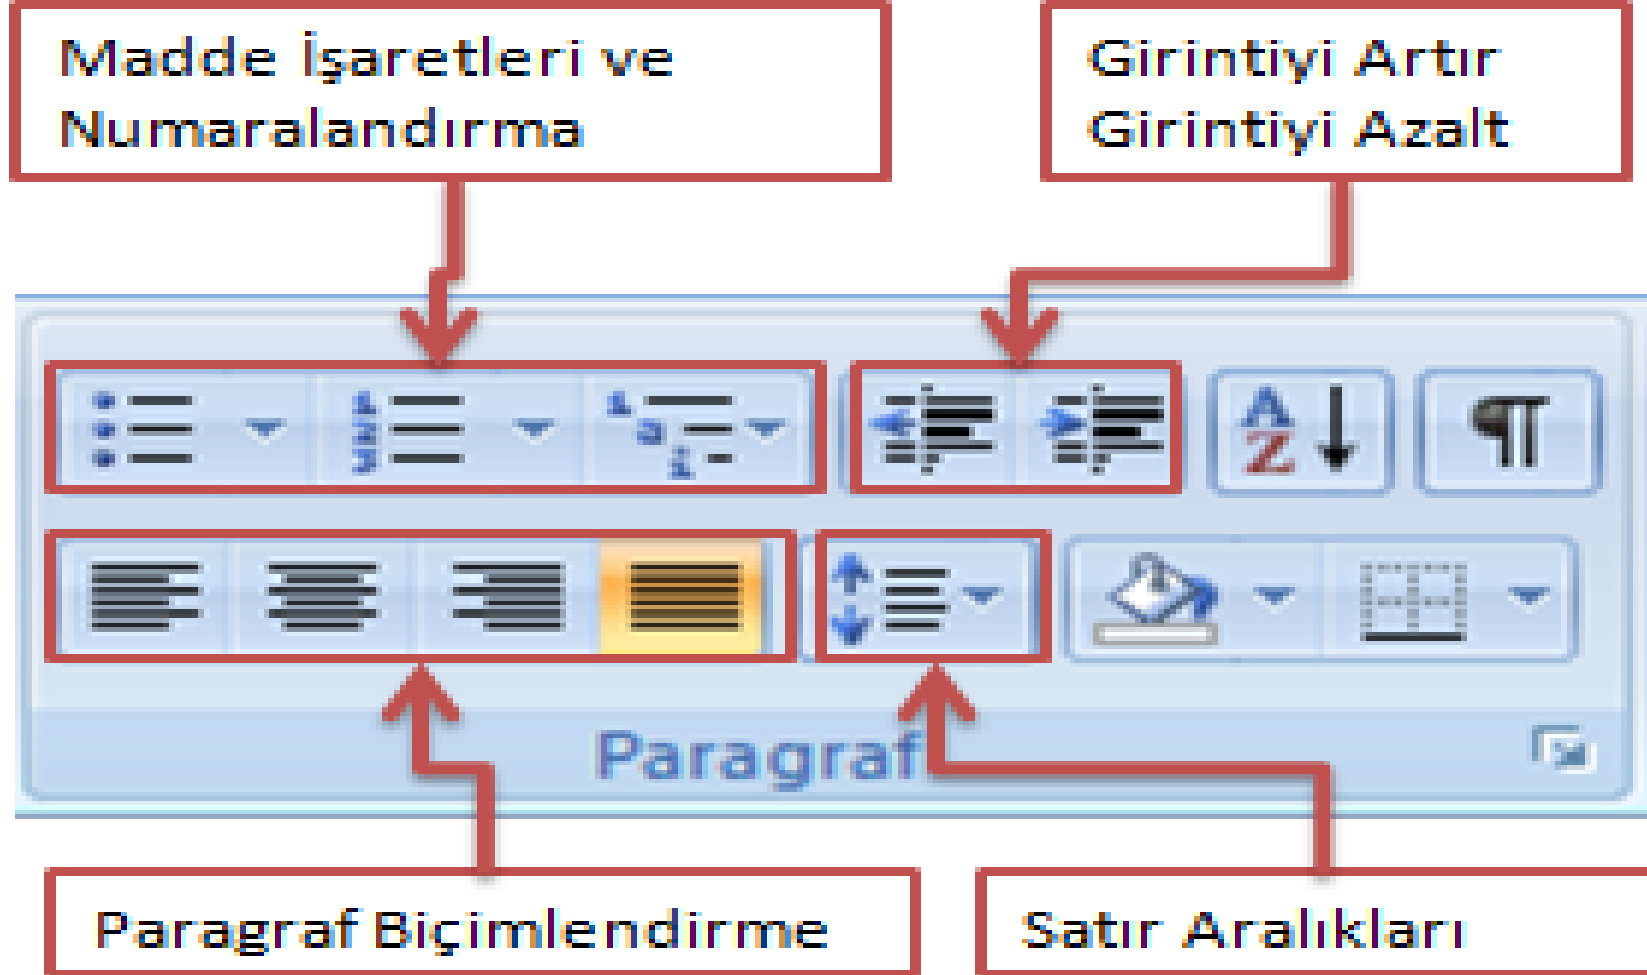 Madde İşaretleri ve
Numaralandırma
Girintiyi Artır
Girintiyi Azalt
A
Z
¶
Paragraf
Paragraf Biçimlendirme
Satır Aralıkları